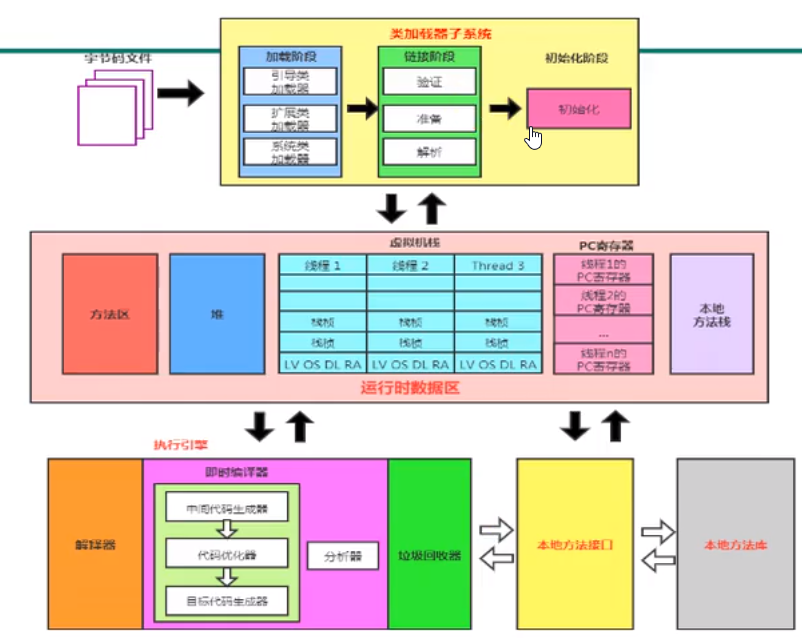 类加载器子系统
字节码文件
加载阶段
链接阶段
初始化阶段
引导类
加载器
扩展类
加载器
系统类
加载器
验证
准备
解析
初始化
虚拟机栈
PC寄存器
方法区
堆
线程 1
线程 2
Thread 3
栈桢
栈桢
栈桢
栈桢
栈桢
栈桢
LV OS DL RA
LV OS DL RA
LV OS DL RA
线程1的
PC寄存器
线程2的
PC寄存器
...
线程n的
PC寄存器
本地
方法栈
运行时数据区
执行引擎
即时编译器
解释器
中间代码生成器
代码优化器
目标代码生成器
分析器
垃圾回收器
本地方法接口
本地方法库